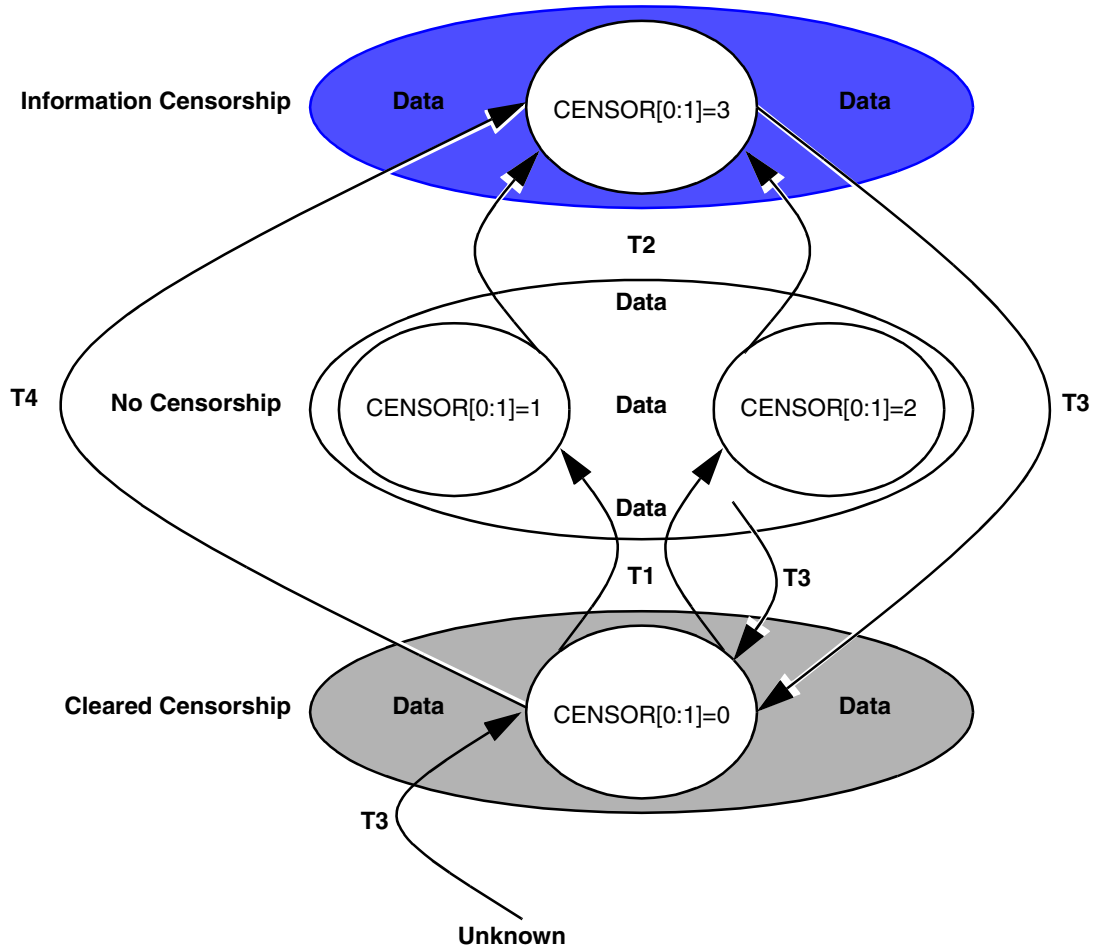 Information Censorship
Data
CENSOR[0:1]=3
Data
T2
Data
T4
No Censorship
CENSOR[0:1]=1
Data
CENSOR[0:1]=2
T3
Data
T1
T3
Cleared Censorship
Data
CENSOR[0:1]=0
Data
T3
Unknown